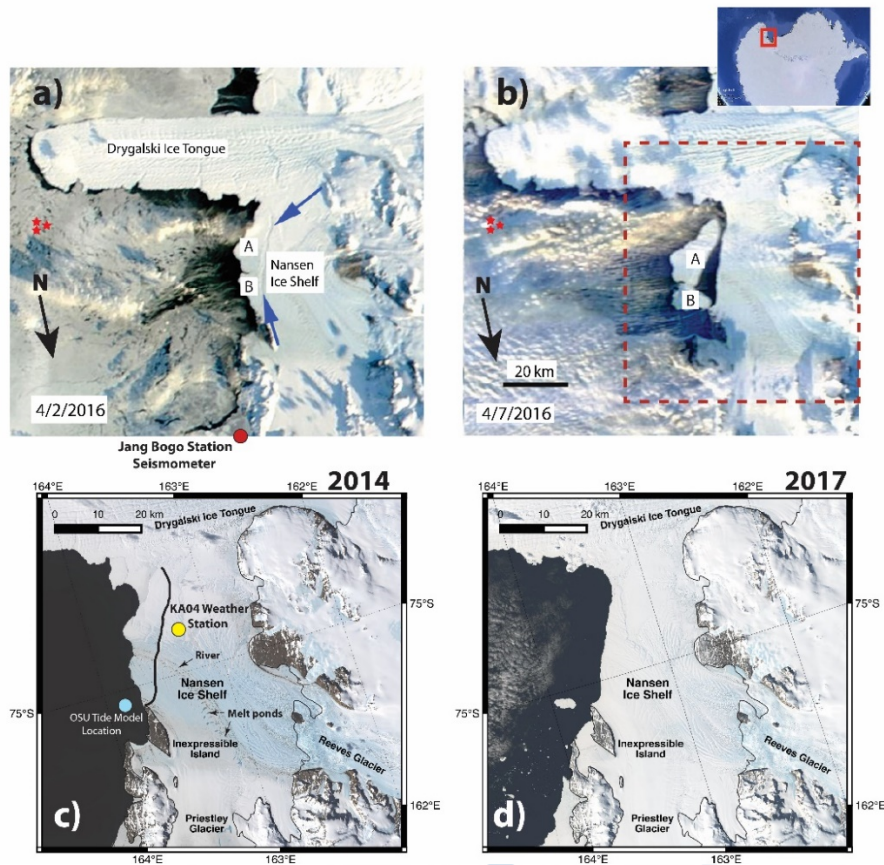 a)
Drygalski Ice Tongue
A
B
Nansen
Ice Shelf
N
4/2/2016
Jang Bogo Station
Seismometer
b)
A
B
N
20 km
4/7/2016
164°E
163°E
162°E
2014
0 10 20 km
Drygalski Ice Tongue
KA04 Weather
Station
75°S
River
Nansen
Ice Shelf
75°S
OSU Tide Model
Location
Melt ponds
Inexpressible
Island
Reeves Glacier
c)
Priestley
Glacier
162°E
164°E
163°E
163°E
162°E
2017
0 10 20 km
Drygalski Ice Tongue
75°S
Nansen
Ice Shelf
75°S
Inexpressible
Island
Reeves Glacier
d)
Priestley
Glacier
162°E
164°E
163°E